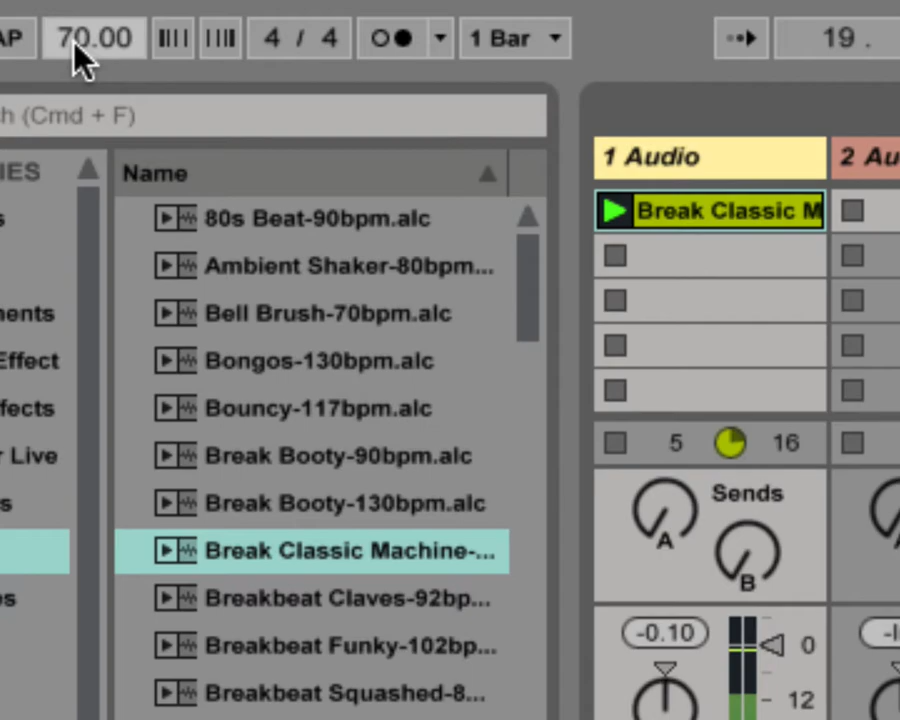 AP 70.00 4 / 4 1 Bar 19 .
h (Cmd + F)
IES Name
1 Audio 2 Au
s 80s Beat-90bpm.alc
Break Classic M
Ambient Shaker-80bpm...
nents Bell Brush-70bpm.alc
Effect Bongos-130bpm.alc
fects Bouncy-117bpm.alc
r Live Break Booty-90bpm.alc
5 16
s Break Booty-130bpm.alc
Sends
A
B
Break Classic Machine-...
es Breakbeat Claves-92bp...
Breakbeat Funky-102bp...
-0.10 0
Breakbeat Squashed-8...
12